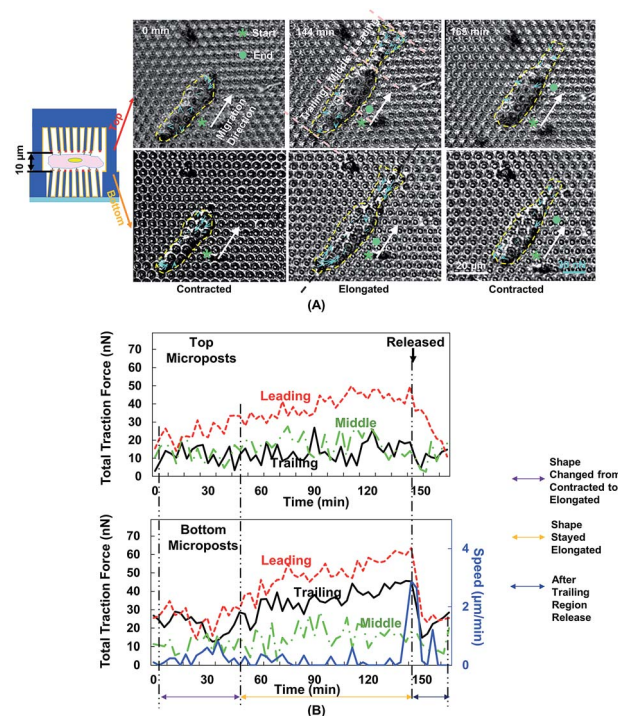 0 min
Start
End
Migration
Direction
144 min
Trailing
Middle
Leading
168 min
Top
10 µm
Bottom
20 µm
Contracted
Elongated
Contracted
(A)
Top
Microposts
Released
Total Traction Force (nN)
70
60
50
40
30
20
10
0
Leading
Middle
Trailing
0
30
60
90
120
150
Time (min)
Bottom
Microposts
Total Traction Force (nN)
70
60
50
40
30
20
10
0
Leading
Trailing
Middle
4
2
0
Speed (µm/min)
0
30
60
90
120
150
Time (min)
(B)
Shape
Changed from
Contracted to
Elongated
Shape
Stayed
Elongated
After
Trailing
Region
Release